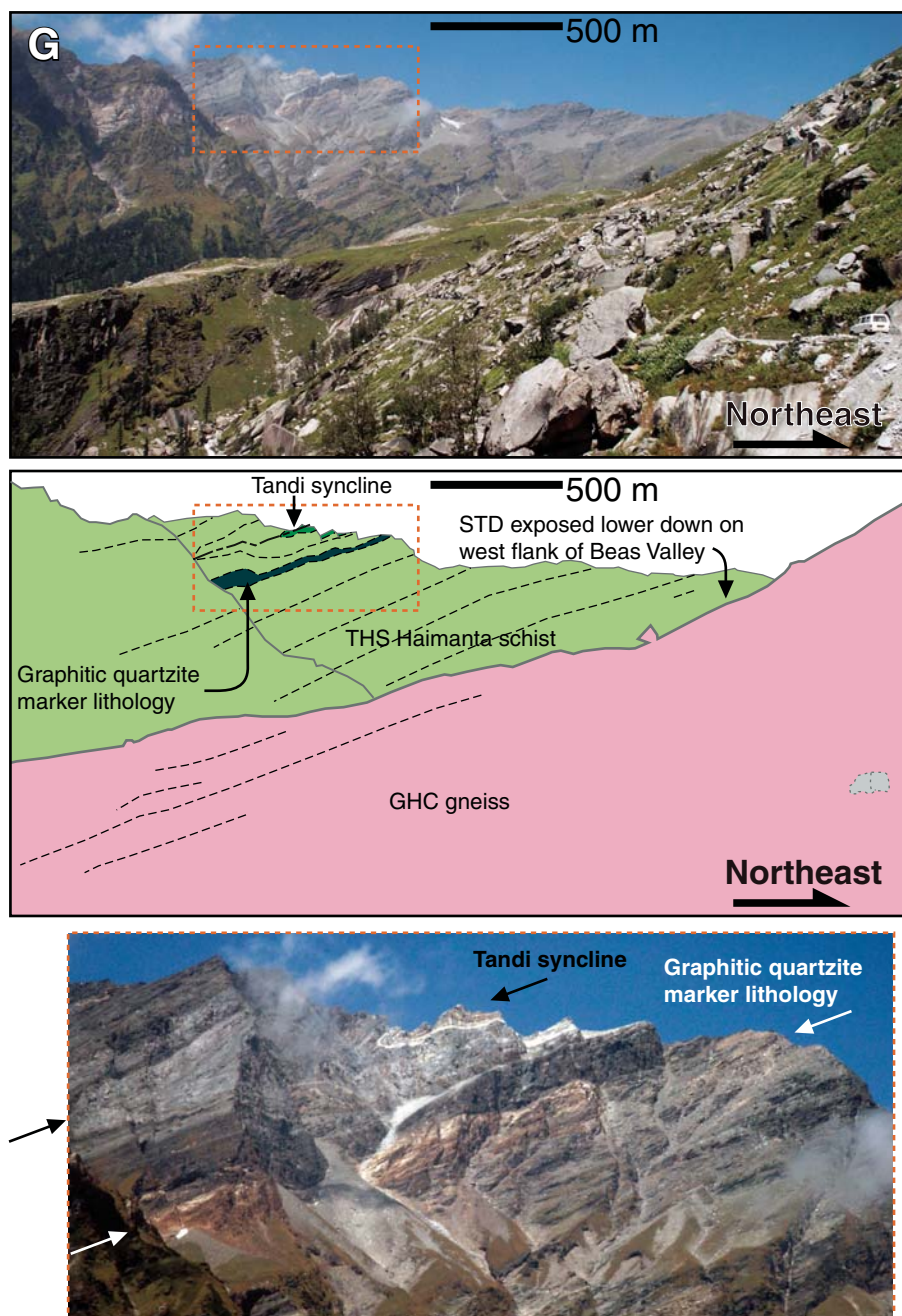 G
500 m
Northeast
Tandi syncline
500 m
STD exposed lower down on
west flank of Beas Valley
THS Haimanta schist
Graphitic quartzite
marker lithology
GHC gneiss
Northeast
Tandi syncline
Graphitic quartzite
marker lithology